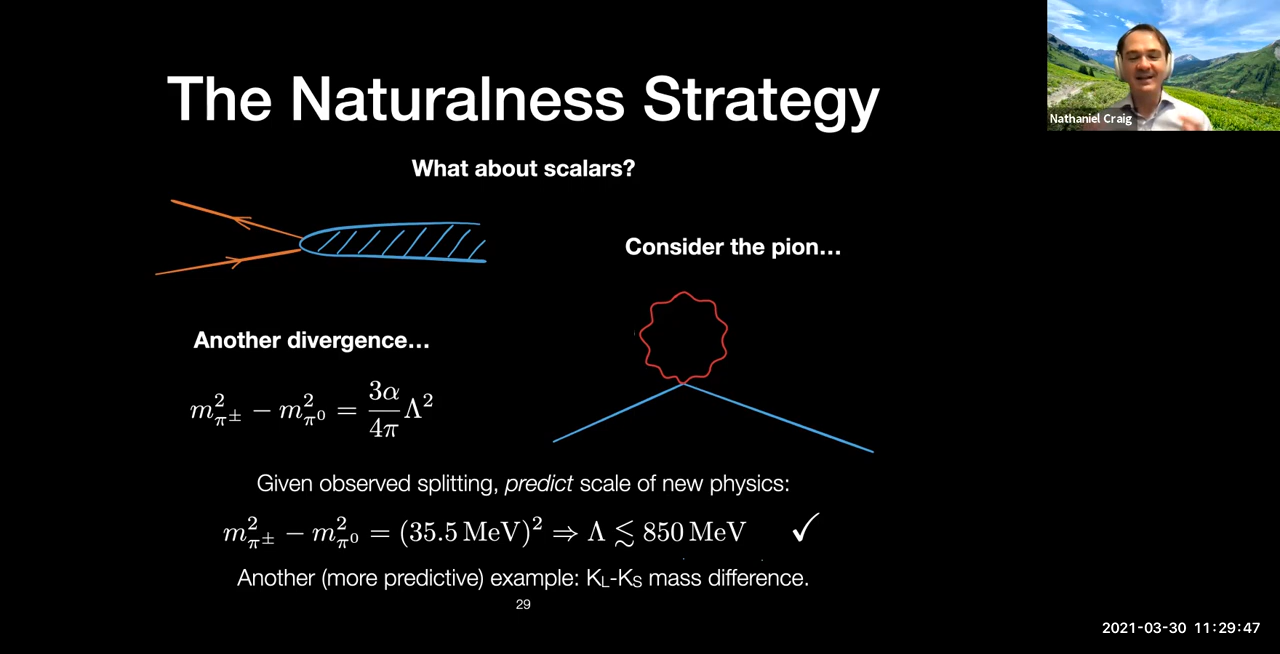 The Naturalness Strategy
Nathaniel Craig
What about scalars?
Consider the pion…
Another divergence…
m²_{π±} − m²_{π⁰} = \frac{3α}{4π} Λ²
Given observed splitting, predict scale of new physics:
m²_{π±} − m²_{π⁰} = (35.5 MeV)² ⇒ Λ ≲ 850 MeV ✓
Another (more predictive) example: K_L-K_S mass difference.
29
2021-03-30 11:29:47